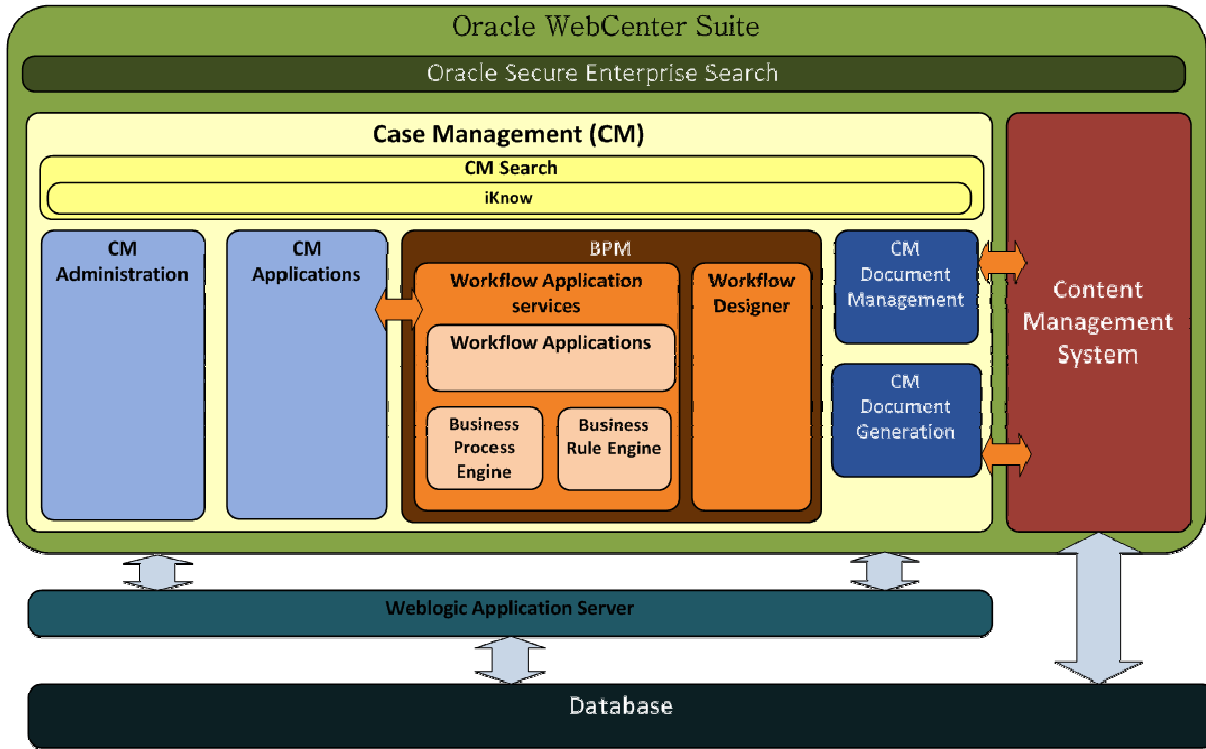 Oracle WebCenter Suite
Oracle Secure Enterprise Search
Case Management (CM)
CM Search
iKnow
CM
Administration
CM
Applications
BPM
Workflow Application
services
Workflow Applications
Business
Process
Engine
Business
Rule Engine
Workflow
Designer
CM
Document
Management
CM
Document
Generation
Content
Management
System
Weblogic Application Server
Database